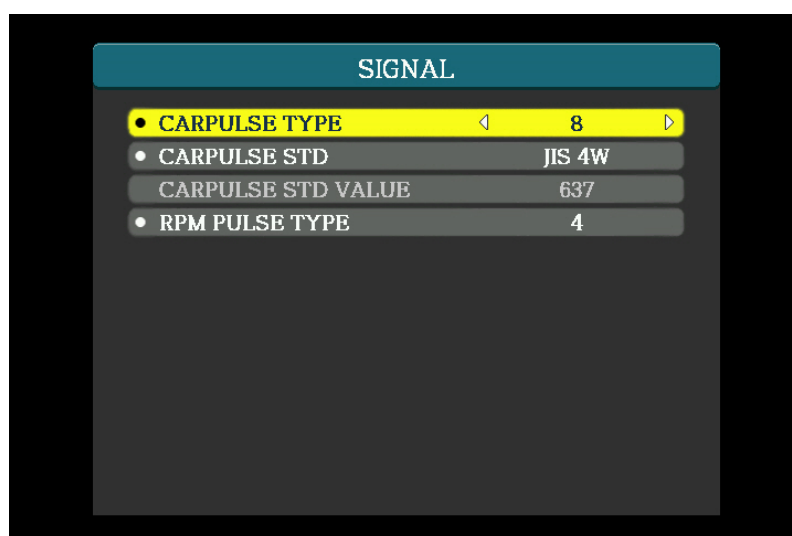 SIGNAL
CARPULSE TYPE 8
CARPULSE STD JIS 4W
CARPULSE STD VALUE 637
RPM PULSE TYPE 4